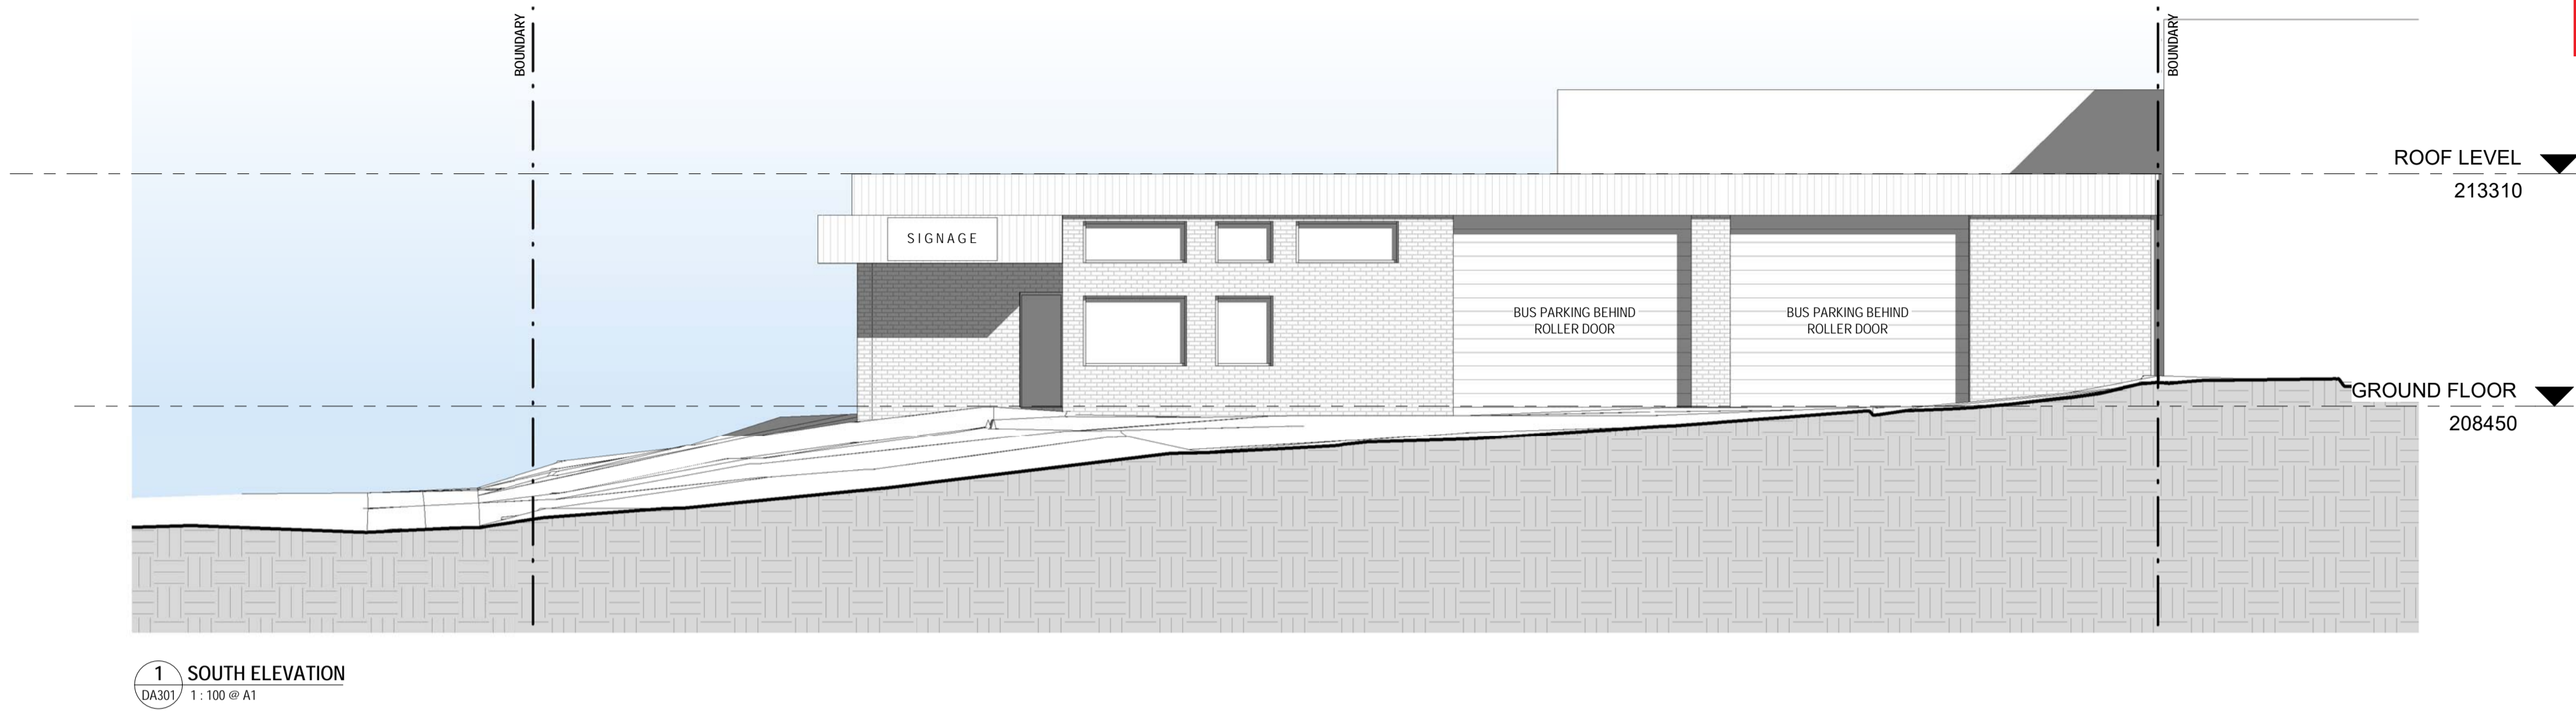 BOUNDARY
BOUNDARY
ROOF LEVEL
213310
SIGNAGE
BUS PARKING BEHIND
ROLLER DOOR
BUS PARKING BEHIND
ROLLER DOOR
GROUND FLOOR
208450
1
DA301
SOUTH ELEVATION
1 : 100 @ A1